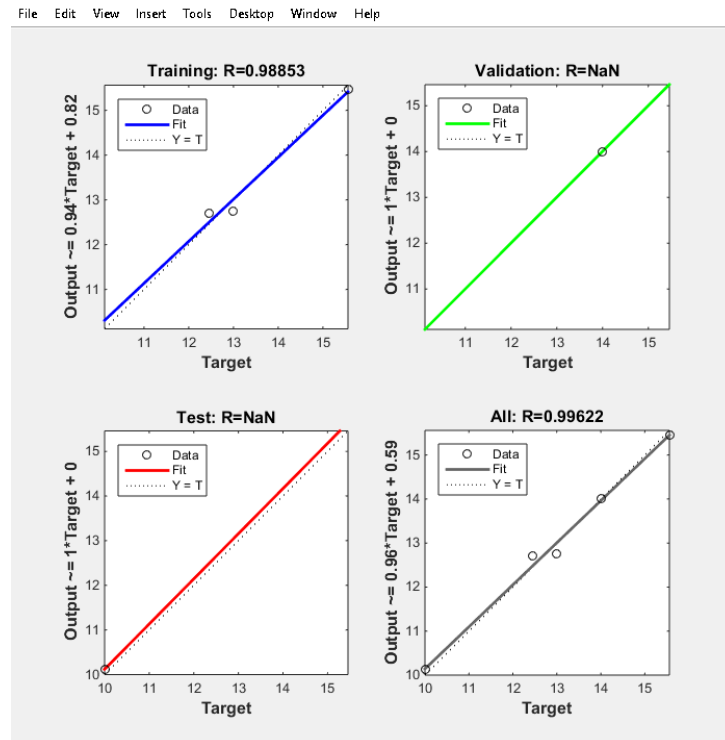 File Edit View Insert Tools Desktop Window Help
Training: R=0.98853
Output ~= 0.94*Target + 0.82
Data
Fit
Y = T
15
14
13
12
11
11 12 13 14 15
Target
Validation: R=NaN
Output ~= 1*Target + 0
Data
Fit
Y = T
15
14
13
12
11
11 12 13 14 15
Target
Test: R=NaN
Output ~= 1*Target + 0
Data
Fit
Y = T
15
14
13
12
11
10
10 11 12 13 14 15
Target
All: R=0.99622
Output ~= 0.96*Target + 0.59
Data
Fit
Y = T
15
14
13
12
11
10
10 11 12 13 14 15
Target